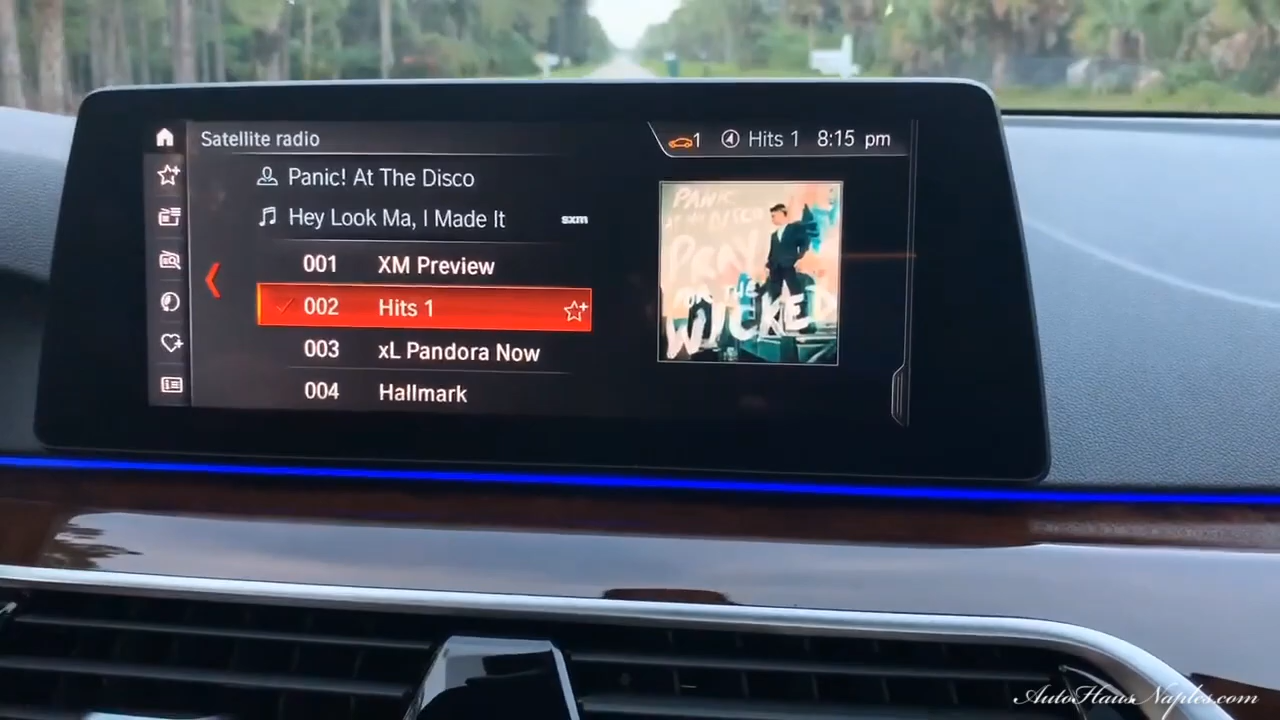 Satellite radio
1 Hits 1 8:15 pm
Panic! At The Disco
Hey Look Ma, I Made It
sxm
001 XM Preview
002 Hits 1
003 xL Pandora Now
004 Hallmark
PANIC
AT THE DISCO
PRAY
FOR THE
WICKED
AutoHausNaples.com